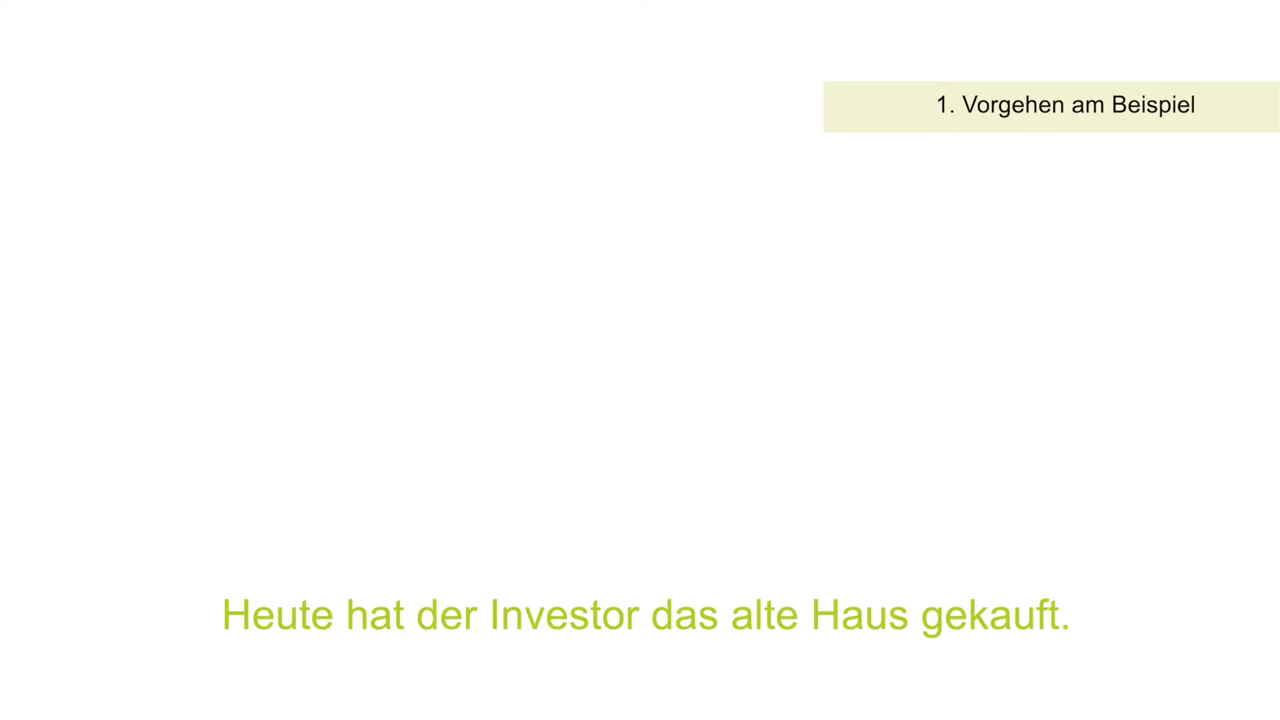 1. Vorgehen am Beispiel
Heute hat der Investor das alte Haus gekauft.